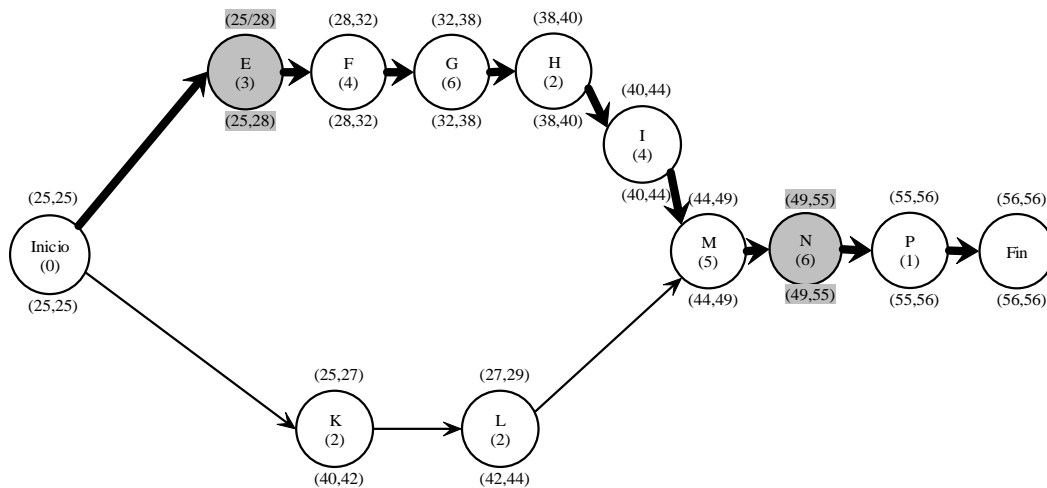 (25/28)
E
(3)
(25,28)
(28,32)
F
(4)
(28,32)
(32,38)
G
(6)
(32,38)
(38,40)
H
(2)
(38,40)
(40,44)
I
(4)
(40,44)
(25,25)
Inicio
(0)
(25,25)
(44,49)
M
(5)
(44,49)
(49,55)
N
(6)
(49,55)
(55,56)
P
(1)
(55,56)
(56,56)
Fin
(56,56)
(25,27)
K
(2)
(40,42)
(27,29)
L
(2)
(42,44)